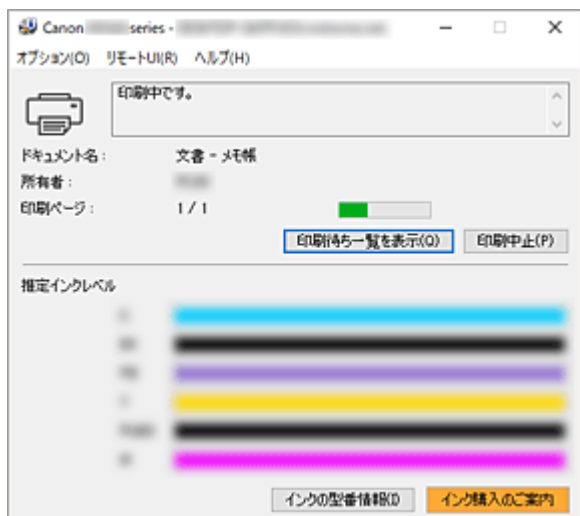 Canon series -
オプション(O) リモートUI(R) ヘルプ(H)
印刷中です。
ドキュメント名： 文書 - メモ帳
所有者：
印刷ページ： 1 / 1
印刷待ち一覧を表示(Q) 印刷中止(P)
推定インクレベル
インクの型番情報(I) インク購入のご案内